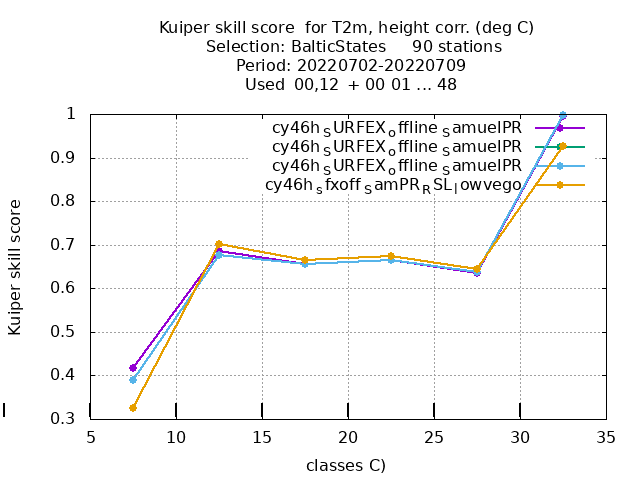 Kuiper skill score  for T2m, height corr. (deg C)
Selection: BalticStates     90 stations
Period: 20220702-20220709
Used  00,12  + 00 01 ... 48
1
0.9
0.8
0.7
0.6
0.5
0.4
0.3
Kuiper skill score
cy46h_SURFEX_offline_SamuelPR
cy46h_SURFEX_offline_SamuelPR
cy46h_SURFEX_offline_SamuelPR
cy46h_sfxoff_SamPR_RSL_lowvego
5 10 15 20 25 30 35
classes C)